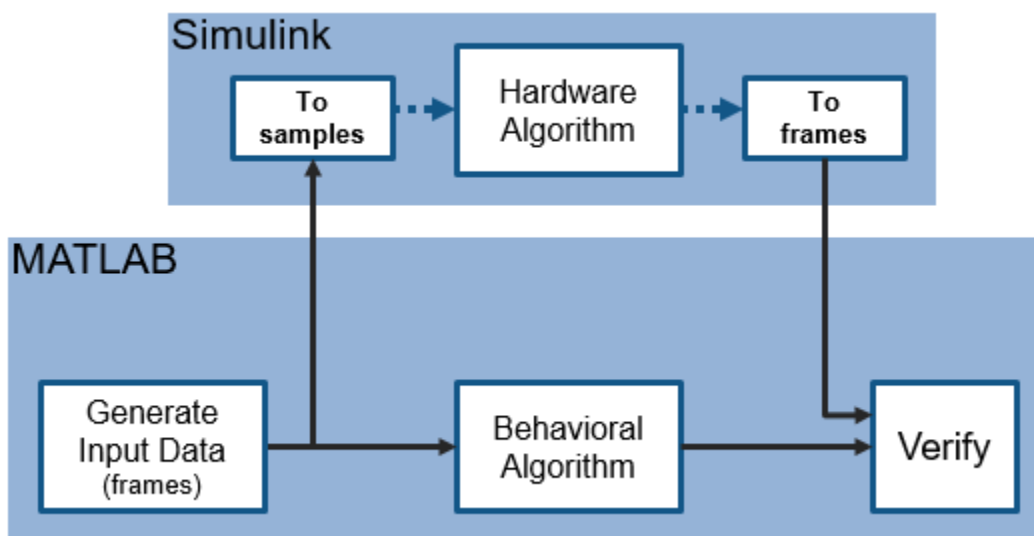 Simulink
To
samples
Hardware
Algorithm
To
frames
MATLAB
Generate
Input Data
(frames)
Behavioral
Algorithm
Verify